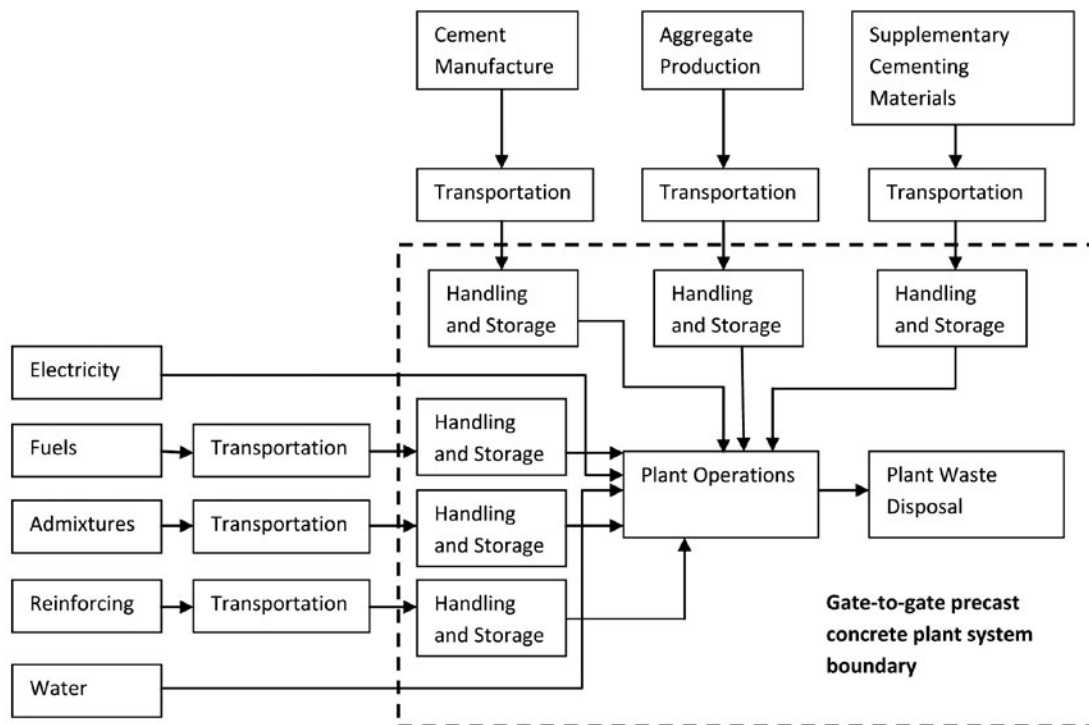 Cement
Manufacture
Aggregate
Production
Supplementary
Cementing
Materials
Transportation
Transportation
Transportation
Handling
and Storage
Handling
and Storage
Handling
and Storage
Electricity
Fuels
Transportation
Handling
and Storage
Plant Operations
Plant Waste
Disposal
Admixtures
Transportation
Handling
and Storage
Reinforcing
Transportation
Handling
and Storage
Gate-to-gate precast
concrete plant system
boundary
Water